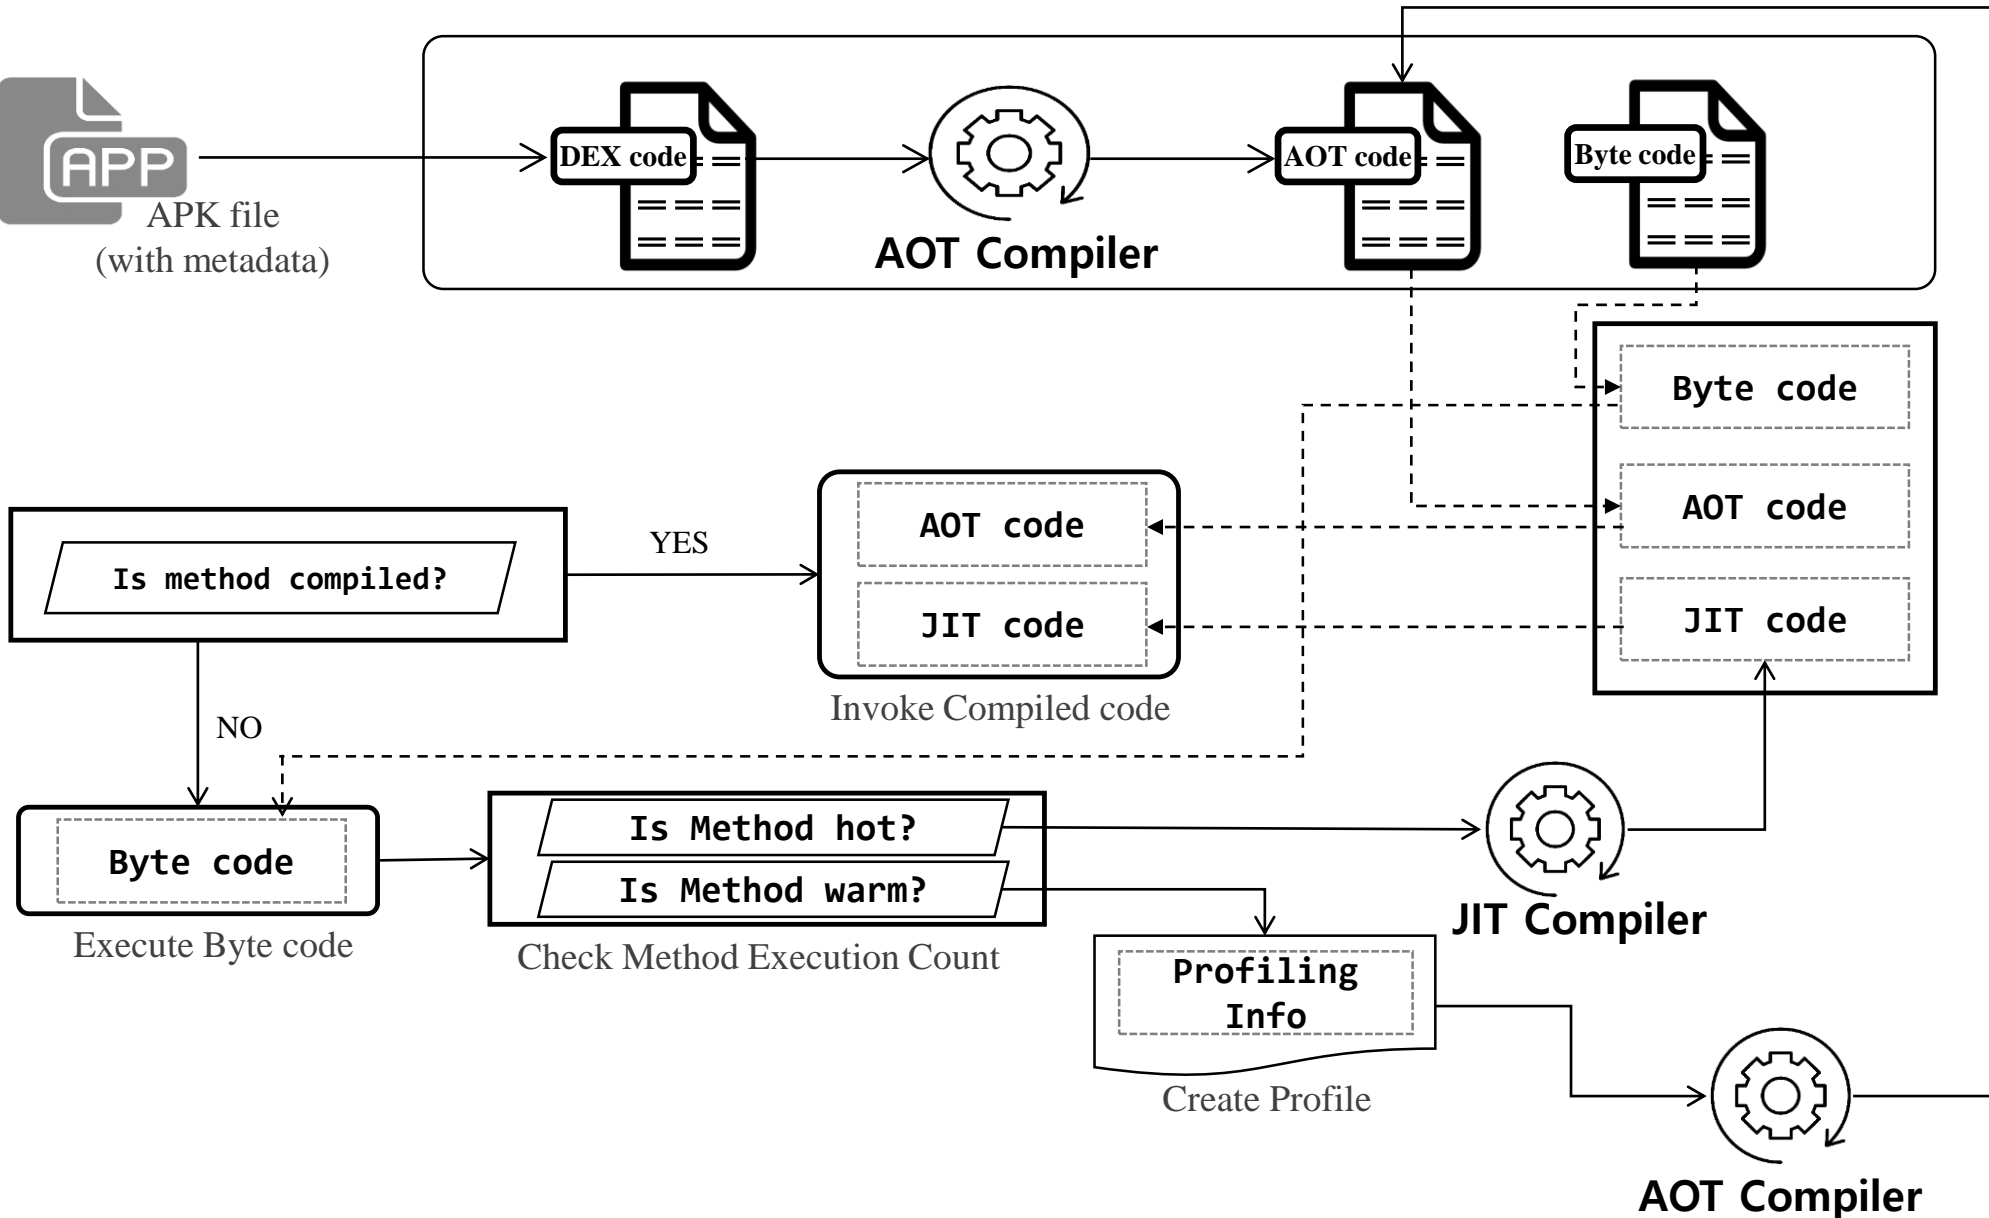 APP
APK file
(with metadata)
DEX code
AOT Compiler
AOT code
Byte code
Byte code
AOT code
JIT code
Is method compiled?
YES
AOT code
JIT code
Invoke Compiled code
NO
Byte code
Execute Byte code
Is Method hot?
Is Method warm?
Check Method Execution Count
JIT Compiler
Profiling
Info
Create Profile
AOT Compiler